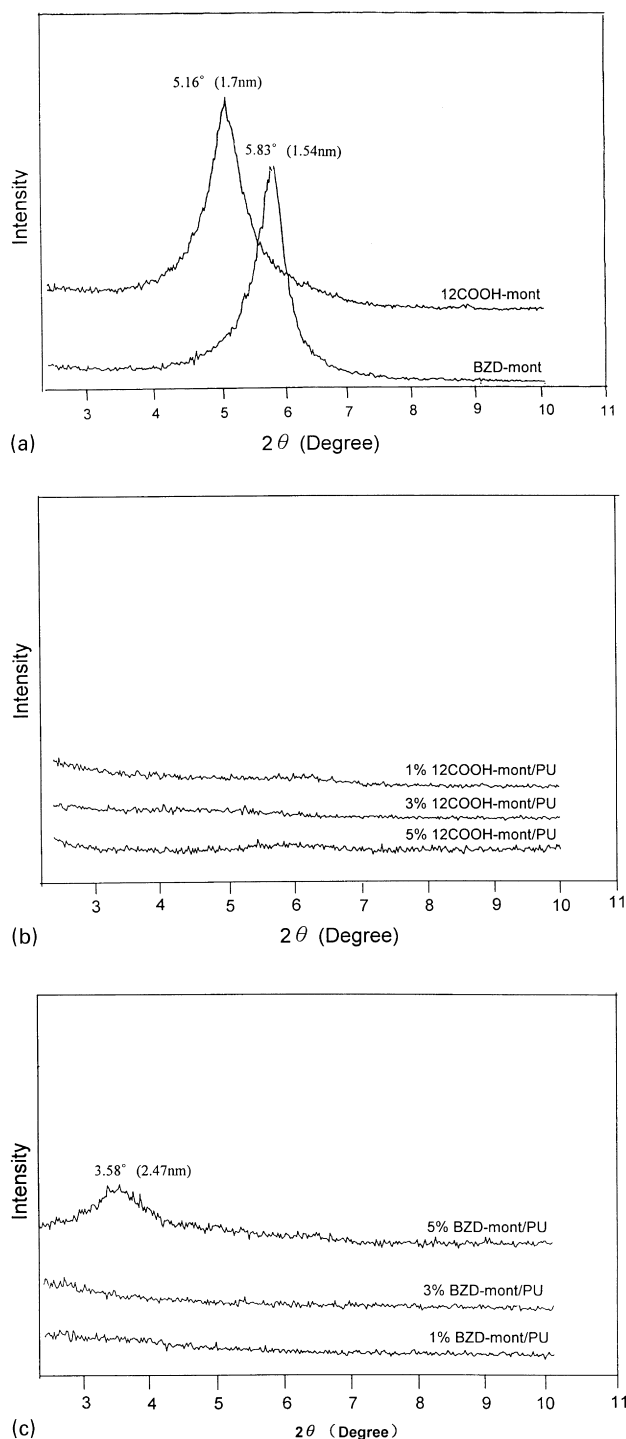 5.16° (1.7nm)
5.83° (1.54nm)
Intensity
12COOH-mont
BZD-mont
3 4 5 6 7 8 9 10 11
(a)
2θ (Degree)
Intensity
1% 12COOH-mont/PU
3% 12COOH-mont/PU
5% 12COOH-mont/PU
3 4 5 6 7 8 9 10 11
(b)
2θ (Degree)
3.58° (2.47nm)
Intensity
5% BZD-mont/PU
3% BZD-mont/PU
1% BZD-mont/PU
3 4 5 6 7 8 9 10 11
(c)
2θ (Degree)